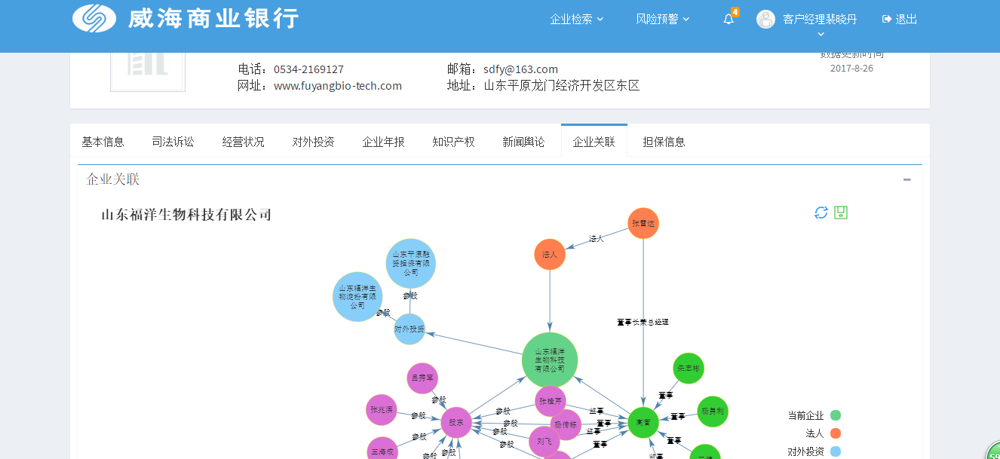 威海商业银行
企业检索
风险预警
4
客户经理裴晓丹
退出
数据更新时间
2017-8-26
电话： 0534-2169127
邮箱： sdfy@163.com
网址： www.fuyangbio-tech.com
地址： 山东平原龙门经济开发区东区
基本信息
司法诉讼
经营状况
对外投资
企业年报
知识产权
新闻舆论
企业关联
担保信息
企业关联
山东福洋生物科技有限公司
张雪达
法人
法人
山东平原融
资担保有限
公司
山东福洋生
物淀粉有限
公司
参股
参股
对外投资
董事长兼总经理
山东福洋
生物科技
有限公司
朱志彬
董事
吕秀军
参股
张兆滨
参股
股东
张桂芹
参股
监事
杨勇利
董事
高管
参股
杨传栋
董事
参股
监事
刘飞
参股
董事
董事
王海成
参股
参股
参股
监事
当前企业
法人
对外投资